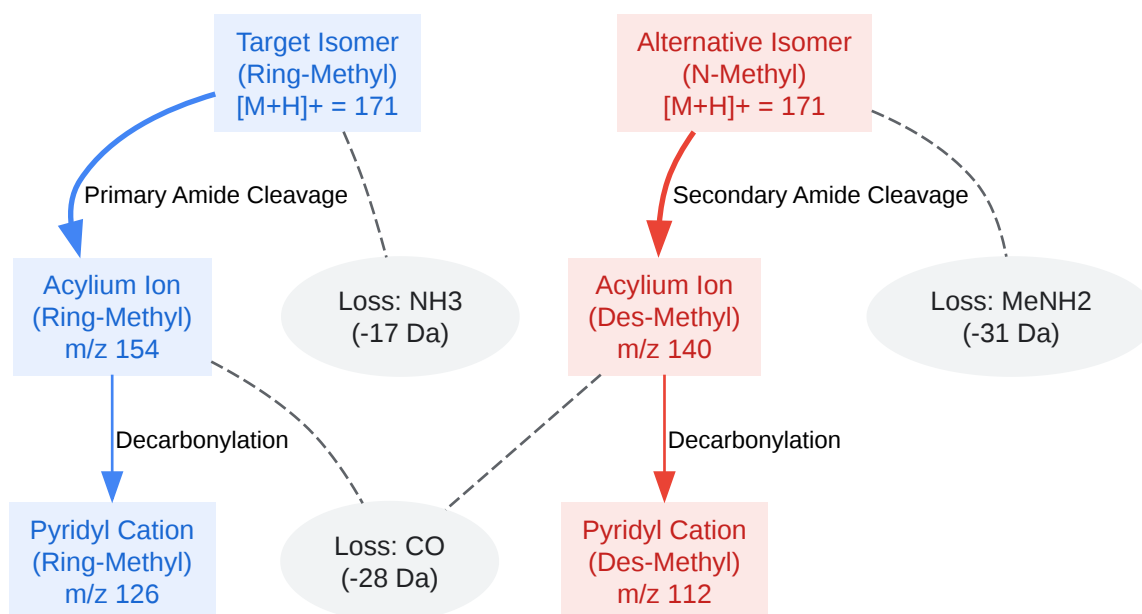 Target Isomer
(Ring-Methyl)
[M+H]+ = 171
Alternative Isomer
(N-Methyl)
[M+H]+ = 171
Primary Amide Cleavage
Secondary Amide Cleavage
Acylium Ion
(Ring-Methyl)
m/z 154
Loss: NH3
(-17 Da)
Acylium Ion
(Des-Methyl)
m/z 140
Loss: MeNH2
(-31 Da)
Decarbonylation
Decarbonylation
Pyridyl Cation
(Ring-Methyl)
m/z 126
Loss: CO
(-28 Da)
Pyridyl Cation
(Des-Methyl)
m/z 112